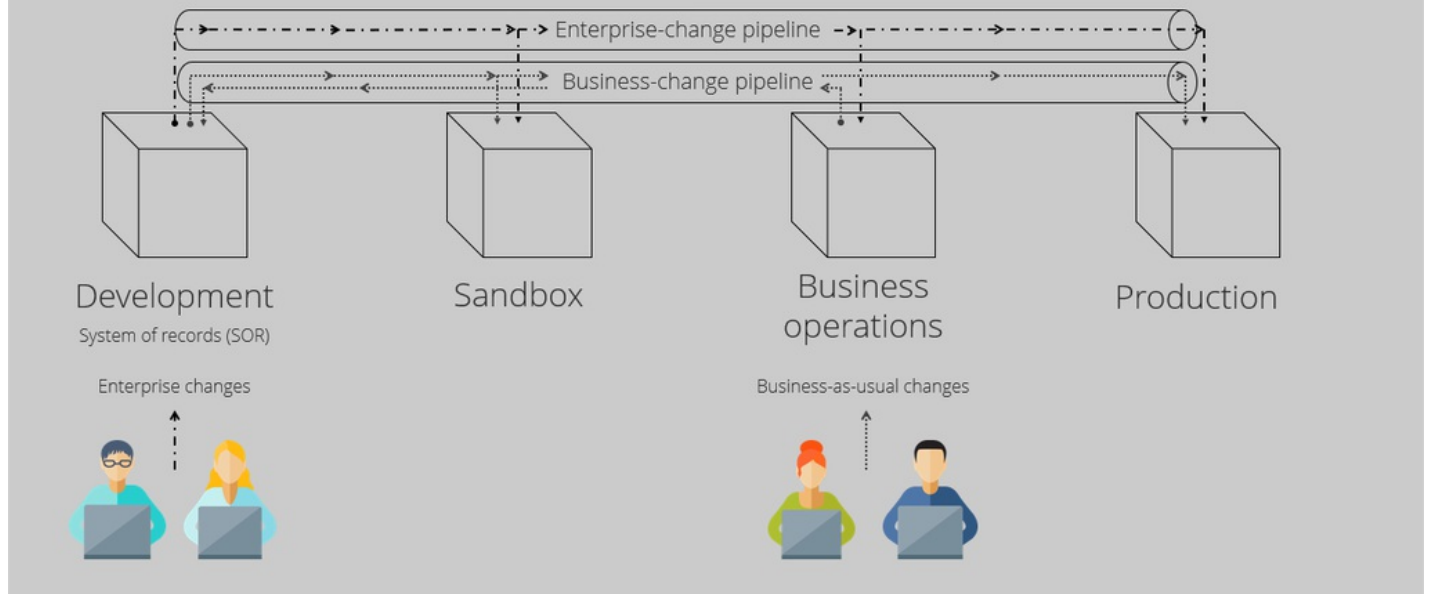 Enterprise-change pipeline
Business-change pipeline
Development
System of records (SOR)
Sandbox
Business
operations
Production
Enterprise changes
Business-as-usual changes